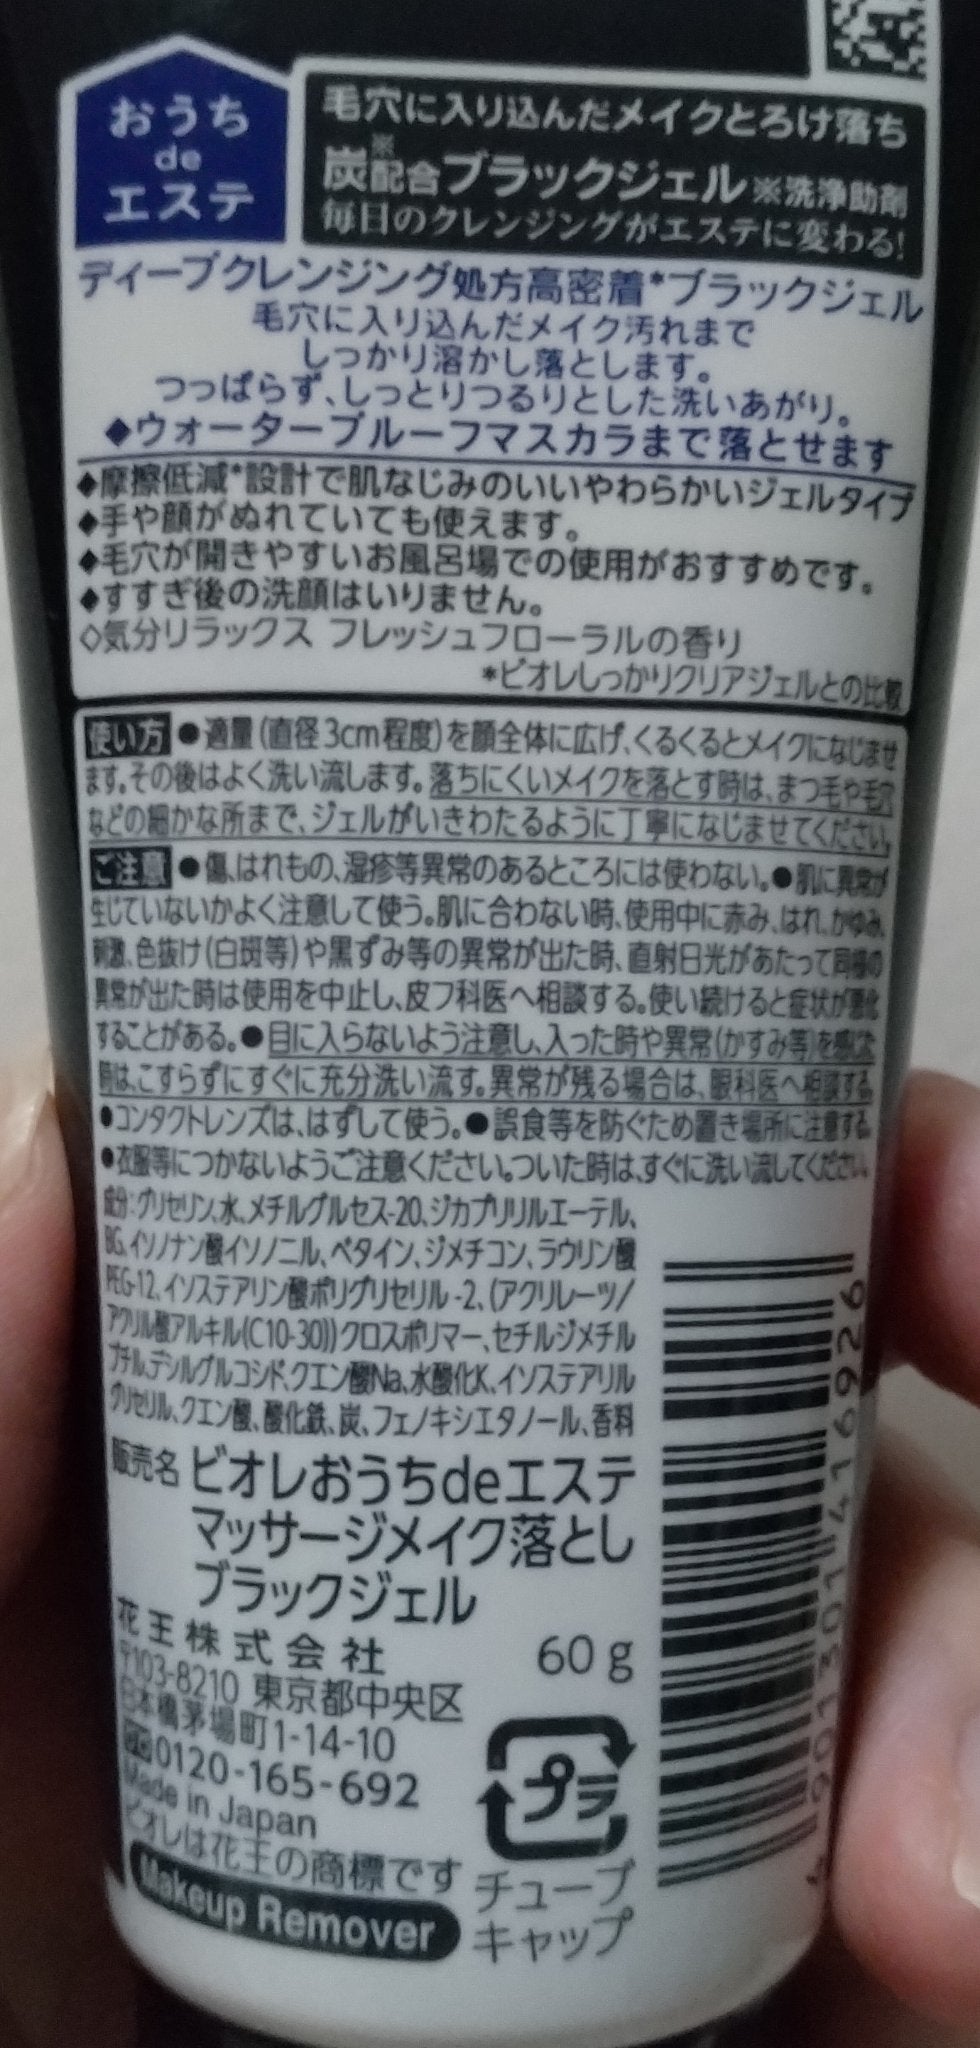 おうち
de
エステ
毛穴に入り込んだメイクとろけ落ち
炭※配合ブラックジェル ※洗浄助剤
毎日のクレンジングがエステに変わる!
ディープクレンジング処方高密着*ブラックジェル
毛穴に入り込んだメイク汚れまで
しっかり溶かし落とします。
つっぱらず、しっとりつるりとした洗いあがり。
◆ウォータープルーフマスカラまで落とせます
◆摩擦低減*設計で肌なじみのいいやわらかいジェルタイプ
◆手や顔がぬれていても使えます。
◆毛穴が開きやすいお風呂場での使用がおすすめです。
◆すすぎ後の洗顔はいりません。
◇気分リラックス フレッシュフローラルの香り
*ビオレしっかりクリアジェルとの比較
使い方 ●適量(直径3cm程度)を顔全体に広げ、くるくるとメイクになじませ
ます。その後はよく洗い流します。落ちにくいメイクを落とす時は、まつ毛や毛穴
などの細かな所まで、ジェルがいきわたるように丁寧になじませてください。
ご注意 ●傷、はれもの、湿疹等異常のあるところには使わない。●肌に異常が
生じていないかよく注意して使う。肌に合わない時、使用中に赤み、はれ、かゆみ、
刺激、色抜け(白斑等)や黒ずみ等の異常が出た時、直射日光があたって同様の
異常が出た時は使用を中止し、皮フ科医へ相談する。使い続けると症状が悪化
することがある。●目に入らないよう注意し、入った時や異常(かすみ等)を感じた
時は、こすらずにすぐに充分洗い流す。異常が残る場合は、眼科医へ相談する。
●コンタクトレンズは、はずして使う。●誤食等を防ぐため置き場所に注意する。
●衣服等につかないようご注意ください。ついた時は、すぐに洗い流してください。
成分:グリセリン、水、メチルグルセス-20、ジカプリリルエーテル、
BG、イソノナン酸イソノニル、ベタイン、ジメチコン、ラウリン酸
PEG-12、イソステアリン酸ポリグリセリル-2、(アクリレーツ/
アクリル酸アルキル(C10-30))クロスポリマー、セチルジメチル
ブチル、デシルグルコシド、クエン酸Na、水酸化K、イソステアリル
グリセリル、クエン酸、酸化鉄、炭、フェノキシエタノール、香料
販売名 ビオレおうちdeエステ
マッサージメイク落とし
ブラックジェル
花王株式会社 60g
〒103-8210 東京都中央区
日本橋茅場町1-14-10
0120-165-692
Made in Japan
ビオレは花王の商標です
Makeup Remover
プラ
チューブ
キャップ
4901301416926